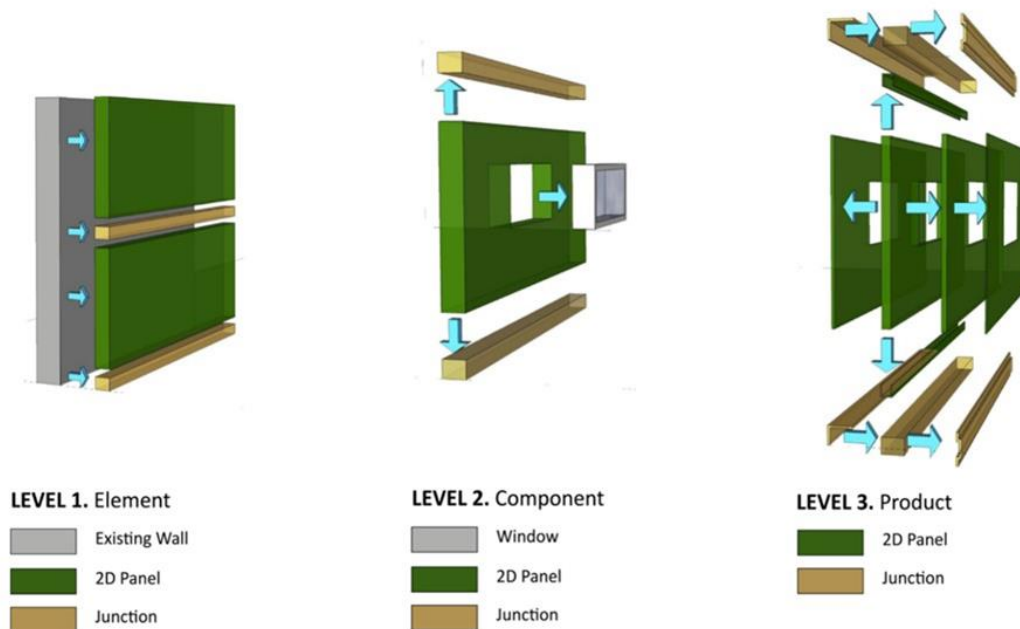 LEVEL 1. Element
Existing Wall
2D Panel
Junction
LEVEL 2. Component
Window
2D Panel
Junction
LEVEL 3. Product
2D Panel
Junction